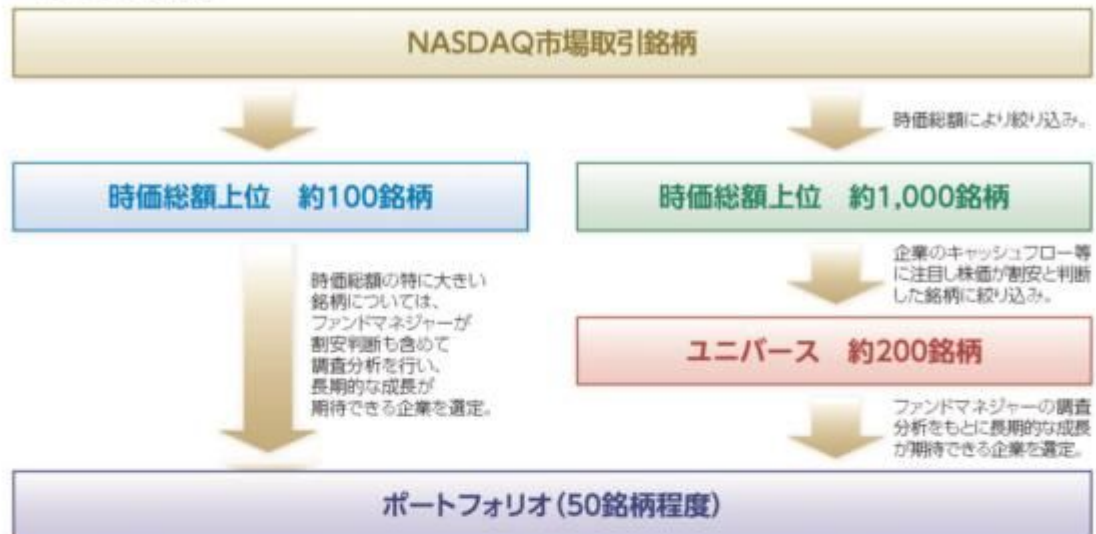 NASDAQ市場取引銘柄
時価総額により絞り込み。
時価総額上位 約100銘柄
時価総額上位 約1,000銘柄
時価総額の特に大きい
銘柄については、
ファンドマネジャーが
割安判断も含めて
調査分析を行い、
長期的な成長が
期待できる企業を選定。
企業のキャッシュフロー等
に注目し株価が割安と判断
した銘柄に絞り込み。
ユニバース 約200銘柄
ファンドマネジャーの調査
分析をもとに長期的な成長
が期待できる企業を選定。
ポートフォリオ(50銘柄程度)